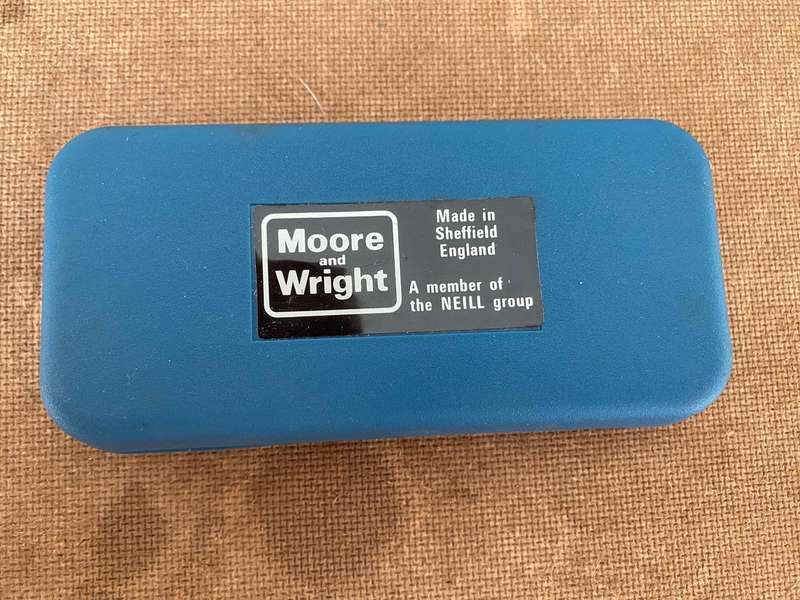 Moore
and
Wright
Made in
Sheffield
England
A member of
the NEILL group